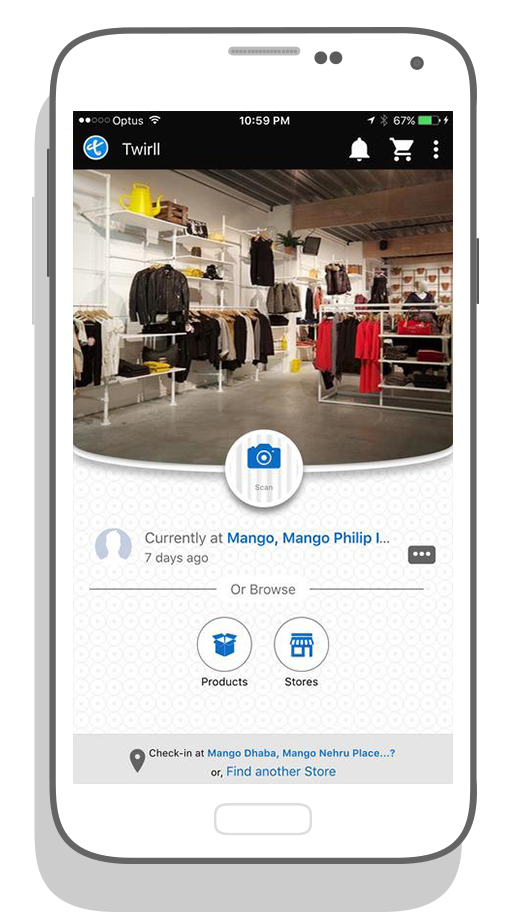 Optus 10:59 PM 67%
Twirll
Scan
Currently at Mango, Mango Philip I...
7 days ago
Or Browse
Products Stores
Check-in at Mango Dhaba, Mango Nehru Place...?
or, Find another Store